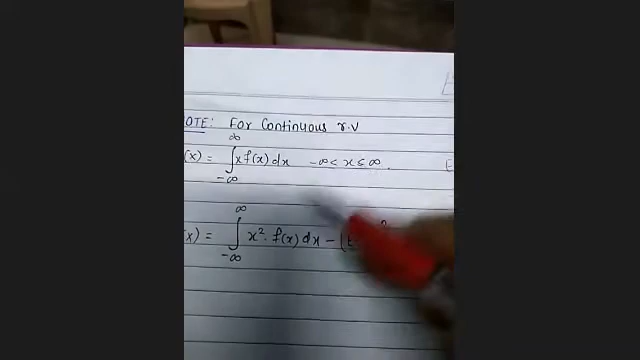 OTE: For Continuous r.v
(x) = ∫_{-∞}^{∞} x f(x) dx   -∞ < x ≤ ∞.
(x) = ∫_{-∞}^{∞} x². f(x) dx - (